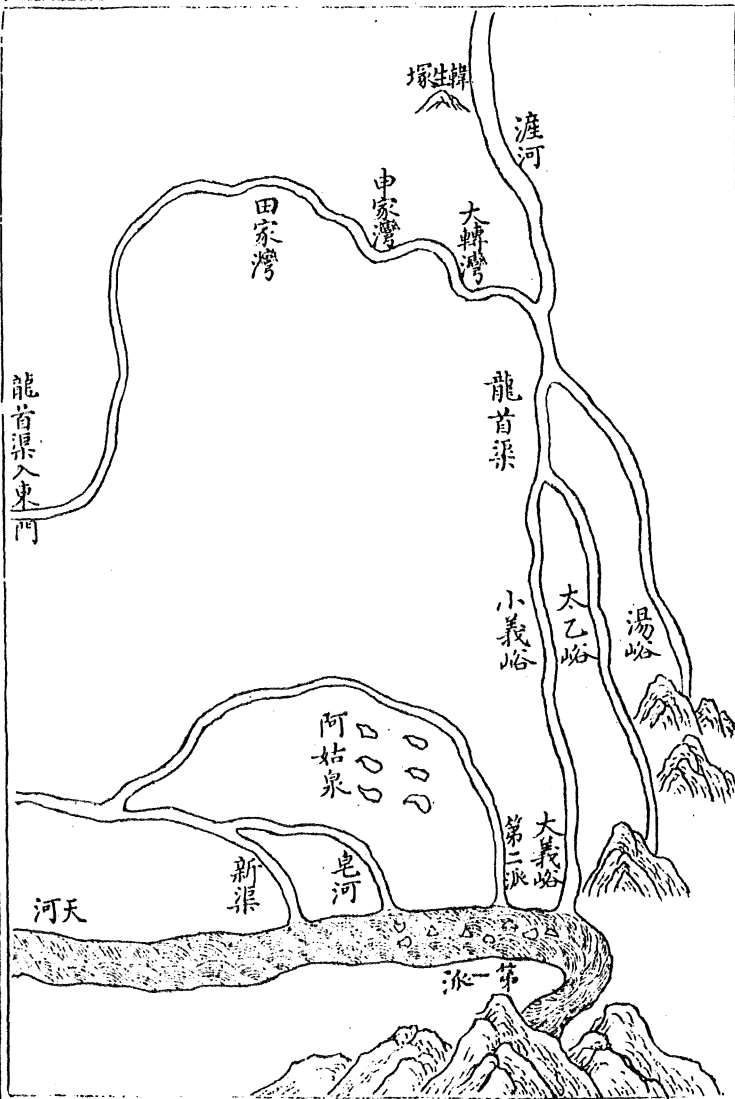 韓生塚
滻河
大轉灣
申家灣
田家灣
龍首渠
龍首渠入東門
湯峪
太乙峪
小義峪
大義峪
第二派
阿姑泉
皂河
新渠
天河
第一派